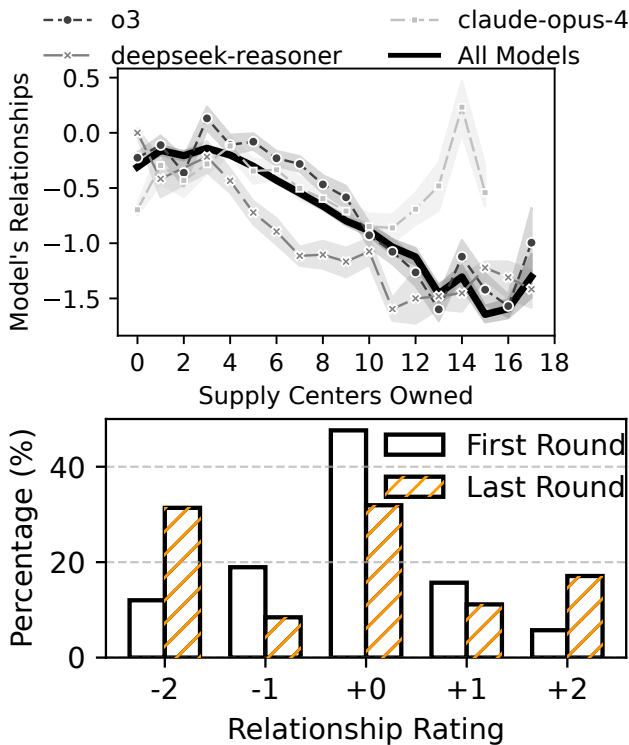 o3
claude-opus-4
deepseek-reasoner
All Models
0.5
0.0
−0.5
−1.0
−1.5
Model's Relationships
0 2 4 6 8 10 12 14 16 18
Supply Centers Owned
First Round
Last Round
40
20
0
Percentage (%)
-2 -1 +0 +1 +2
Relationship Rating